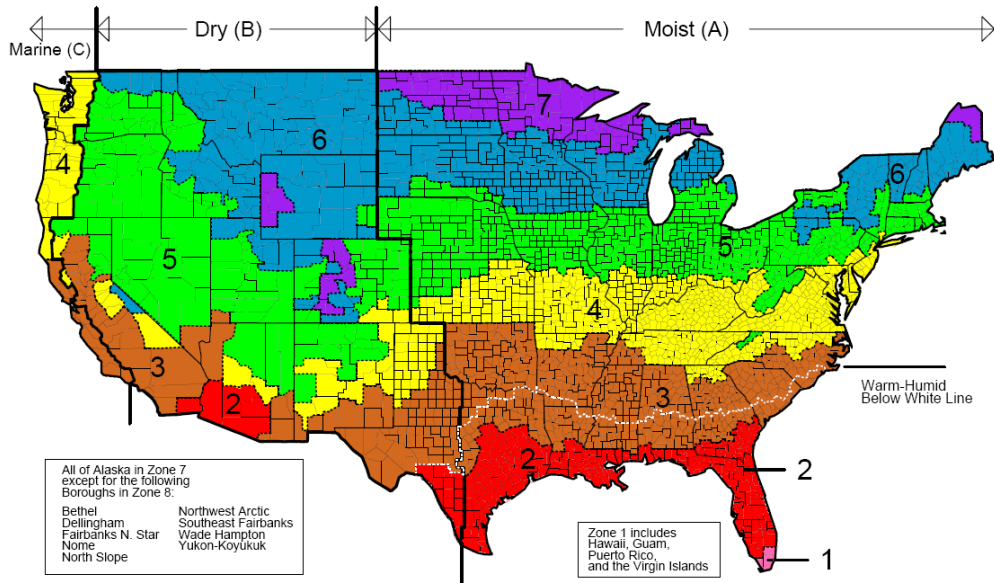 Marine (C)
Dry (B)
Moist (A)
7
6
6
4
5
5
4
3
3
2
2
Warm-Humid
Below White Line
2
1
All of Alaska in Zone 7
except for the following
Boroughs in Zone 8:
Bethel
Dellingham
Fairbanks N. Star
Nome
North Slope
Northwest Arctic
Southeast Fairbanks
Wade Hampton
Yukon-Koyukuk
Zone 1 includes
Hawaii, Guam,
Puerto Rico,
and the Virgin Islands